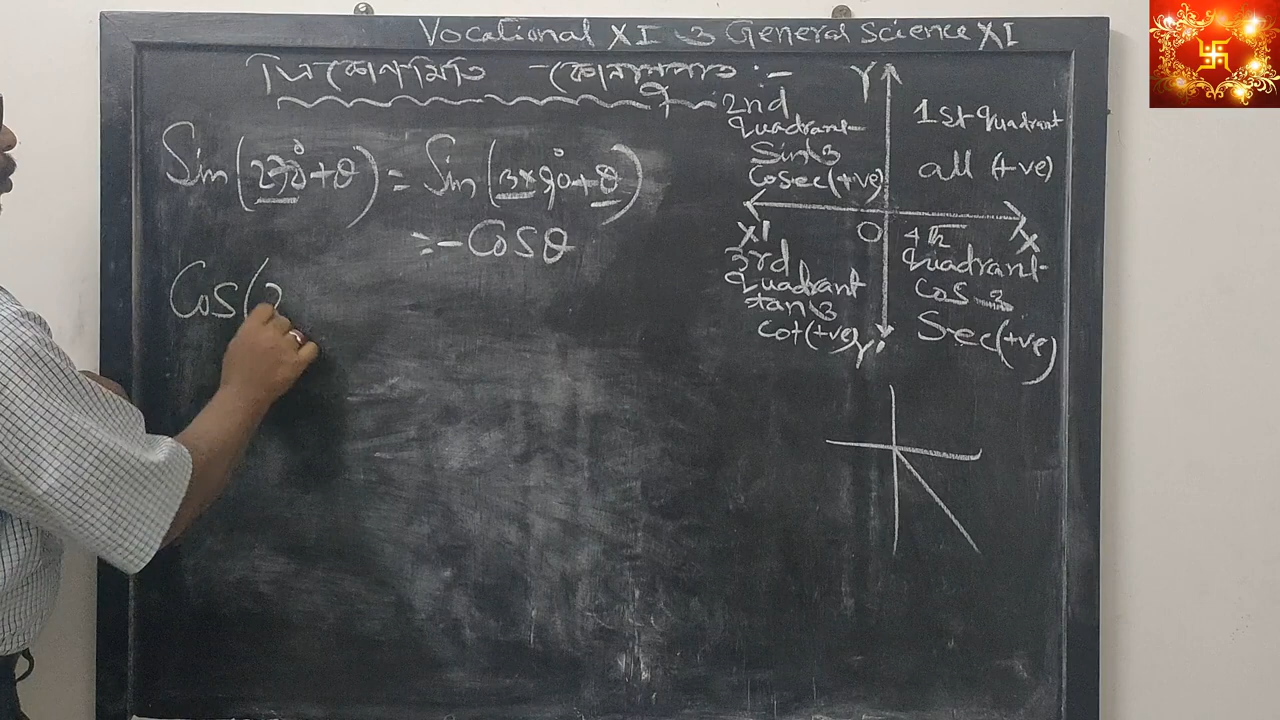 Vocational XI ও General Science XI
ত্রিকোণমিতি - কোনানুপাত :-
Sin(270°+θ) = Sin(3×90°+θ)
= -Cosθ
Cos(2
2nd
Quadrant
Sin ও
Cosec(+ve)
1st Quadrant
all (+ve)
Y
X'
O
X
3rd
Quadrant
tan ও
Cot(+ve)
Y'
4th
Quadrant
Cos ও
Sec(+ve)